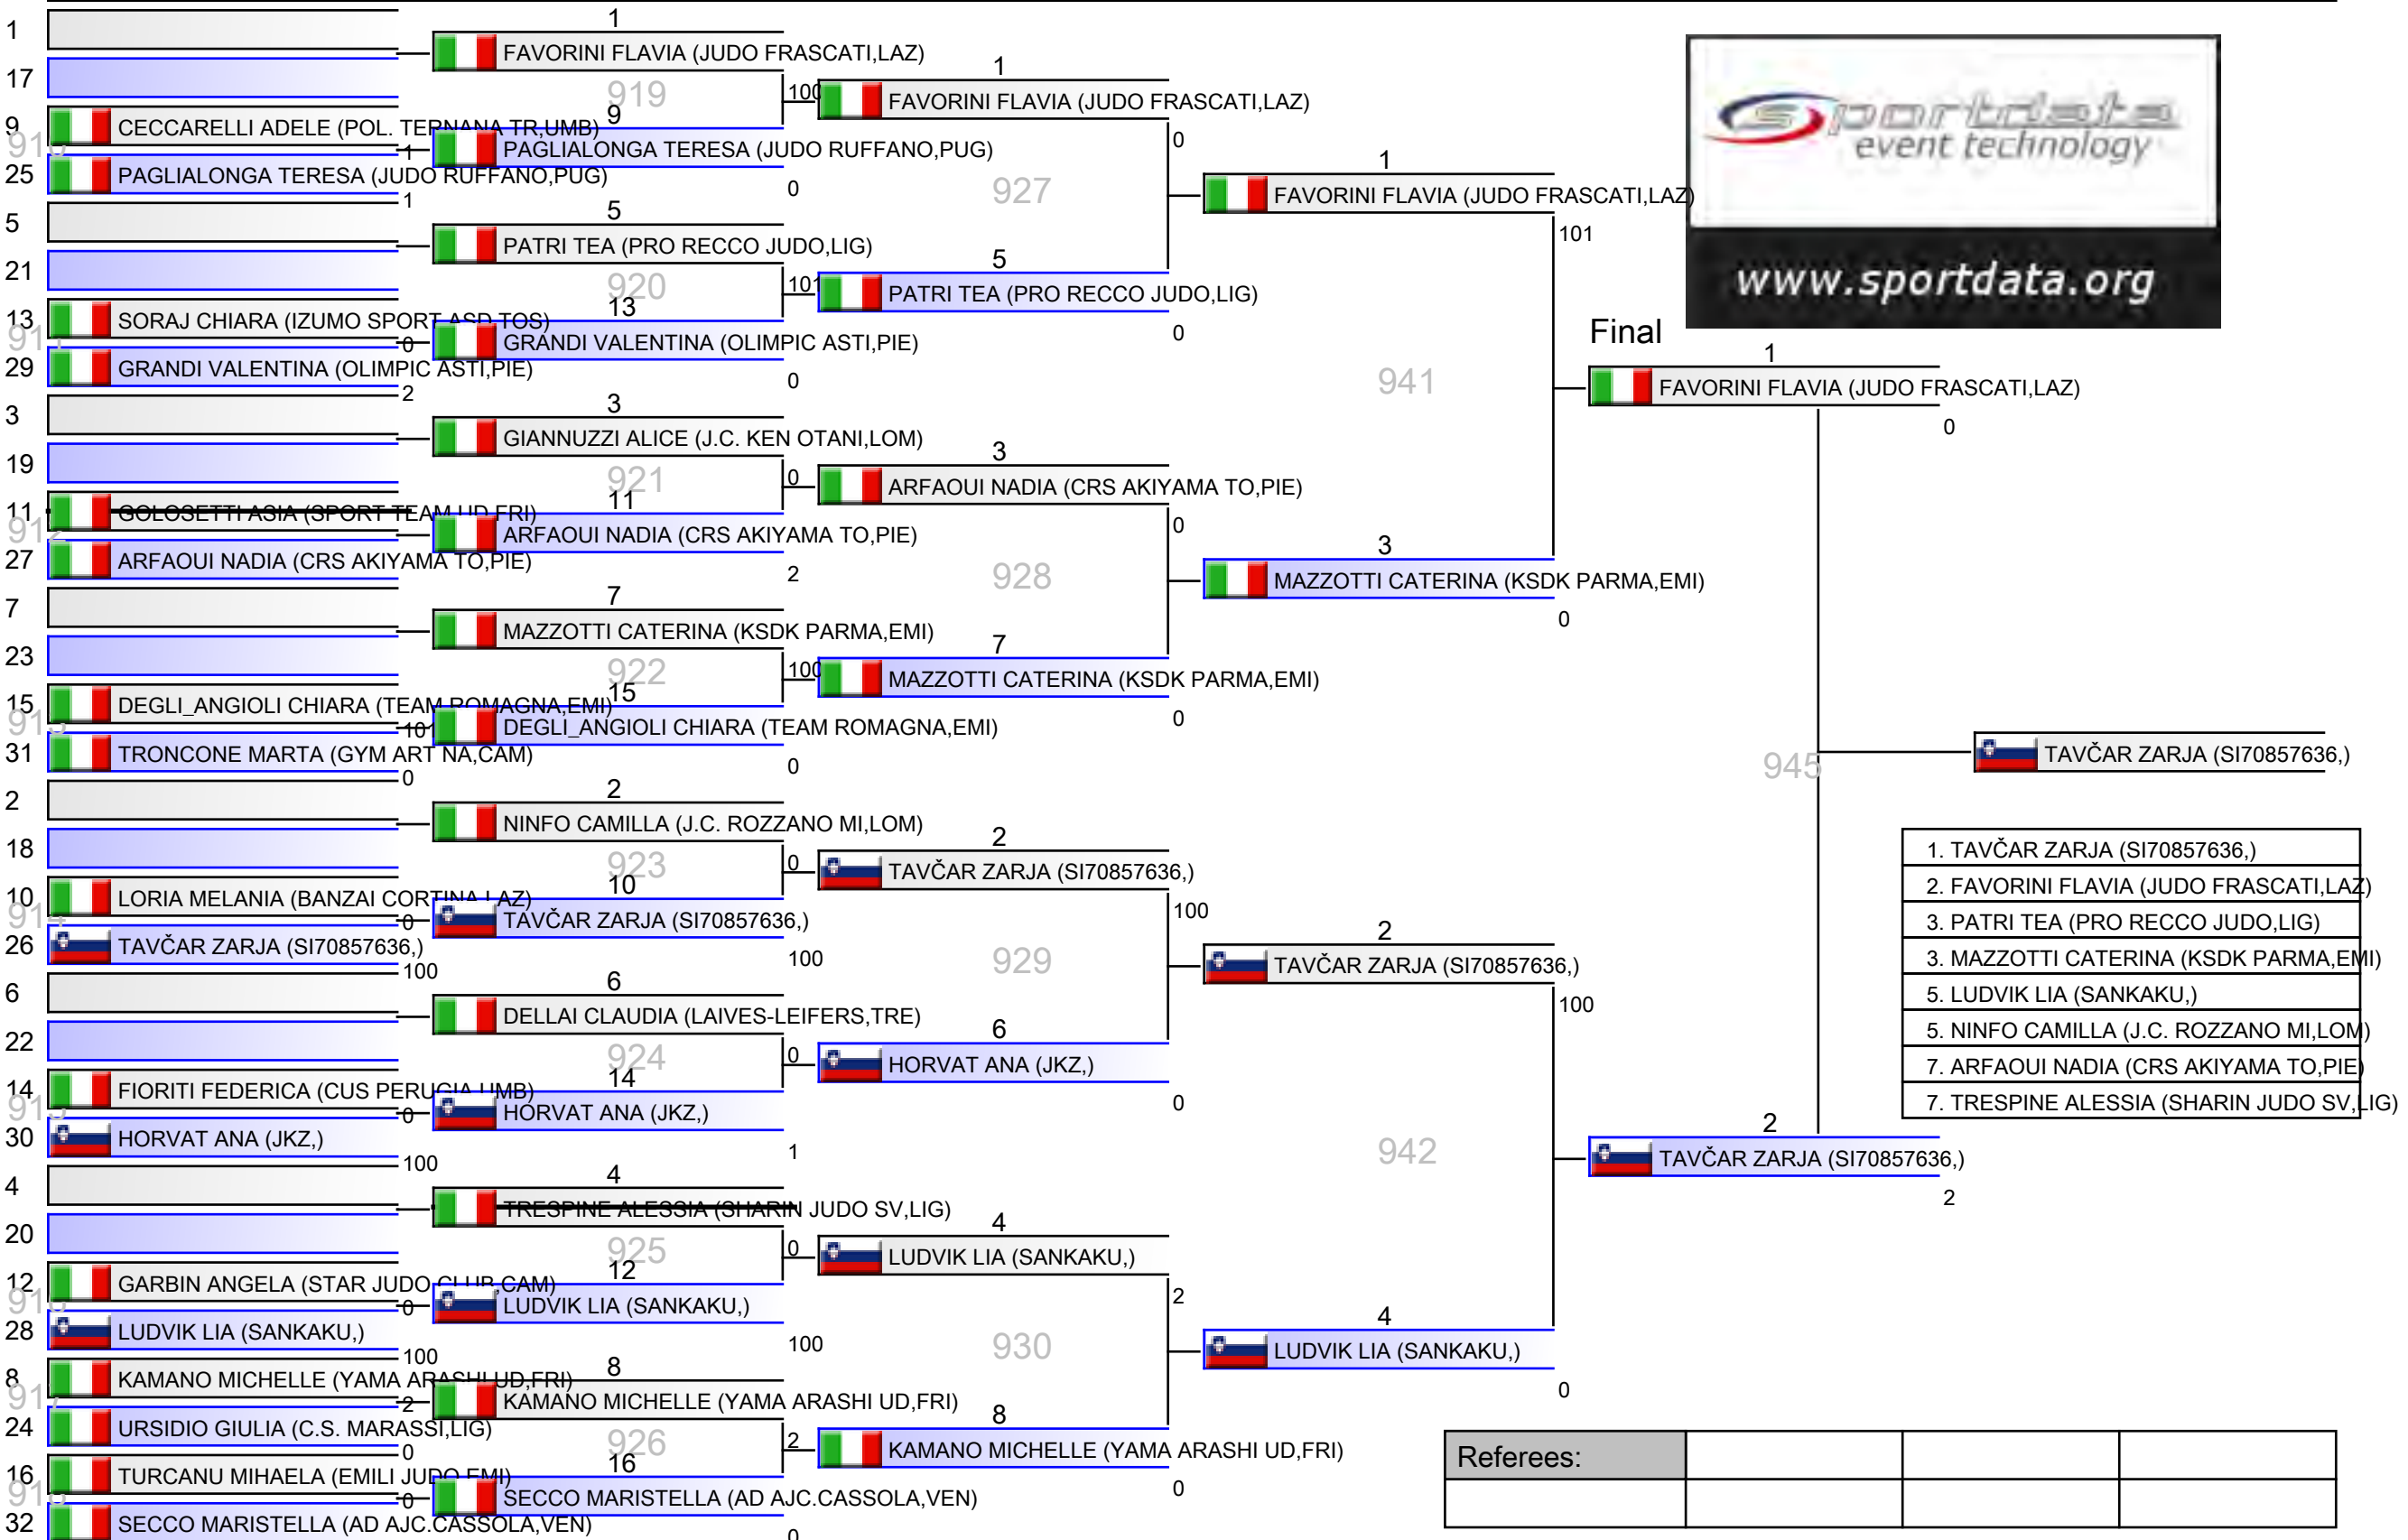 1
17
9 CECCARELLI ADELE (POL. TERNANA TR,UMB)
1
25 PAGLIALONGA TERESA (JUDO RUFFANO,PUG)
1
5
21
13 SORAJ CHIARA (IZUMO SPORT ASD,TOS)
0
29 GRANDI VALENTINA (OLIMPIC ASTI,PIE)
2
3
19
11 GOLOSETTI ASIA (SPORT TEAM UD,FRI)
27 ARFAOUI NADIA (CRS AKIYAMA TO,PIE)
7
23
15 DEGLI_ANGIOLI CHIARA (TEAM ROMAGNA,EMI)
101
31 TRONCONE MARTA (GYM ART NA,CAM)
0
2
18
10 LORIA MELANIA (BANZAI CORTINA,LAZ)
0
26 TAVČAR ZARJA (SI70857636,)
100
6
22
14 FIORITI FEDERICA (CUS PERUGIA,UMB)
0
30 HORVAT ANA (JKZ,)
100
4
20
12 GARBIN ANGELA (STAR JUDO CLUB,CAM)
0
28 LUDVIK LIA (SANKAKU,)
100
8 KAMANO MICHELLE (YAMA ARASHI UD,FRI)
2
24 URSIDIO GIULIA (C.S. MARASSI,LIG)
0
16 TURCANU MIHAELA (EMILI JUDO,EMI)
0
32 SECCO MARISTELLA (AD AJC.CASSOLA,VEN)
1
FAVORINI FLAVIA (JUDO FRASCATI,LAZ)
919
100
9
PAGLIALONGA TERESA (JUDO RUFFANO,PUG)
0
5
PATRI TEA (PRO RECCO JUDO,LIG)
920
101
13
GRANDI VALENTINA (OLIMPIC ASTI,PIE)
0
3
GIANNUZZI ALICE (J.C. KEN OTANI,LOM)
921
0
11
ARFAOUI NADIA (CRS AKIYAMA TO,PIE)
2
7
MAZZOTTI CATERINA (KSDK PARMA,EMI)
922
100
15
DEGLI_ANGIOLI CHIARA (TEAM ROMAGNA,EMI)
0
2
NINFO CAMILLA (J.C. ROZZANO MI,LOM)
923
0
10
TAVČAR ZARJA (SI70857636,)
100
6
DELLAI CLAUDIA (LAIVES-LEIFERS,TRE)
924
0
14
HORVAT ANA (JKZ,)
1
4
TRESPINE ALESSIA (SHARIN JUDO SV,LIG)
925
0
12
LUDVIK LIA (SANKAKU,)
100
8
KAMANO MICHELLE (YAMA ARASHI UD,FRI)
926
2
16
SECCO MARISTELLA (AD AJC.CASSOLA,VEN)
0
1
FAVORINI FLAVIA (JUDO FRASCATI,LAZ)
0
927
5
PATRI TEA (PRO RECCO JUDO,LIG)
0
3
ARFAOUI NADIA (CRS AKIYAMA TO,PIE)
0
928
7
MAZZOTTI CATERINA (KSDK PARMA,EMI)
0
2
TAVČAR ZARJA (SI70857636,)
100
929
6
HORVAT ANA (JKZ,)
0
4
LUDVIK LIA (SANKAKU,)
2
930
8
KAMANO MICHELLE (YAMA ARASHI UD,FRI)
0
1
FAVORINI FLAVIA (JUDO FRASCATI,LAZ)
101
941
3
MAZZOTTI CATERINA (KSDK PARMA,EMI)
0
2
TAVČAR ZARJA (SI70857636,)
100
942
4
LUDVIK LIA (SANKAKU,)
0
sportdata
event technology
www.sportdata.org
Final
1
FAVORINI FLAVIA (JUDO FRASCATI,LAZ)
0
945
2
TAVČAR ZARJA (SI70857636,)
2
TAVČAR ZARJA (SI70857636,)
1. TAVČAR ZARJA (SI70857636,)
2. FAVORINI FLAVIA (JUDO FRASCATI,LAZ)
3. PATRI TEA (PRO RECCO JUDO,LIG)
3. MAZZOTTI CATERINA (KSDK PARMA,EMI)
5. LUDVIK LIA (SANKAKU,)
5. NINFO CAMILLA (J.C. ROZZANO MI,LOM)
7. ARFAOUI NADIA (CRS AKIYAMA TO,PIE)
7. TRESPINE ALESSIA (SHARIN JUDO SV,LIG)
Referees: